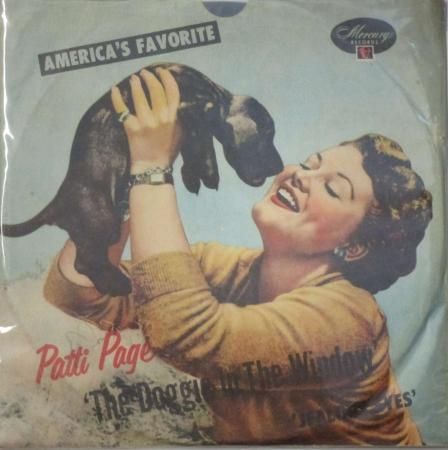 AMERICA'S FAVORITE
Mercury
RECORDS
Patti Page
'The Doggie In The Window'